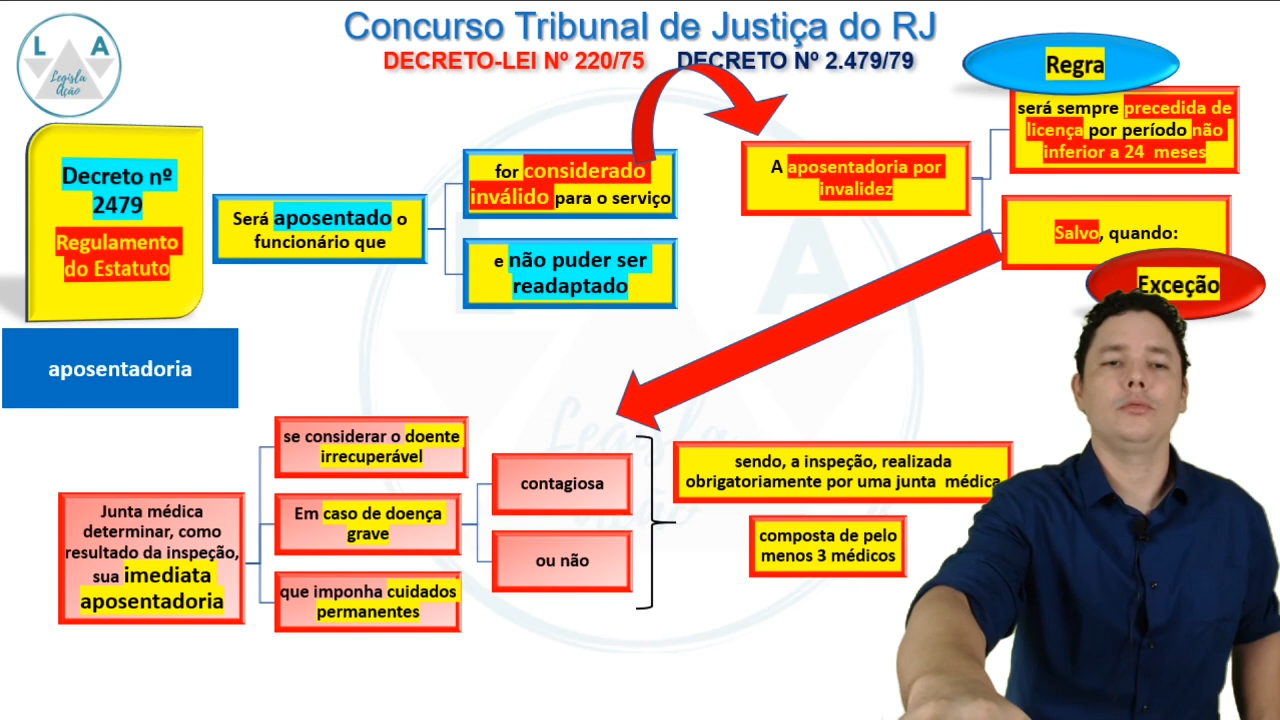 Concurso Tribunal de Justiça do RJ
DECRETO-LEI Nº 220/75 DECRETO Nº 2.479/79
L A
Legisla
Ação
Decreto nº
2479
Regulamento
do Estatuto
aposentadoria
Será aposentado o
funcionário que
for considerado
inválido para o serviço
e não puder ser
readaptado
A aposentadoria por
invalidez
Regra
será sempre precedida de
licença por período não
inferior a 24 meses
Salvo, quando:
Exceção
Junta médica
determinar, como
resultado da inspeção,
sua imediata
aposentadoria
se considerar o doente
irrecuperável
Em caso de doença
grave
que imponha cuidados
permanentes
contagiosa
ou não
sendo, a inspeção, realizada
obrigatoriamente por uma junta médica
composta de pelo
menos 3 médicos
L A
Legisla
Ação